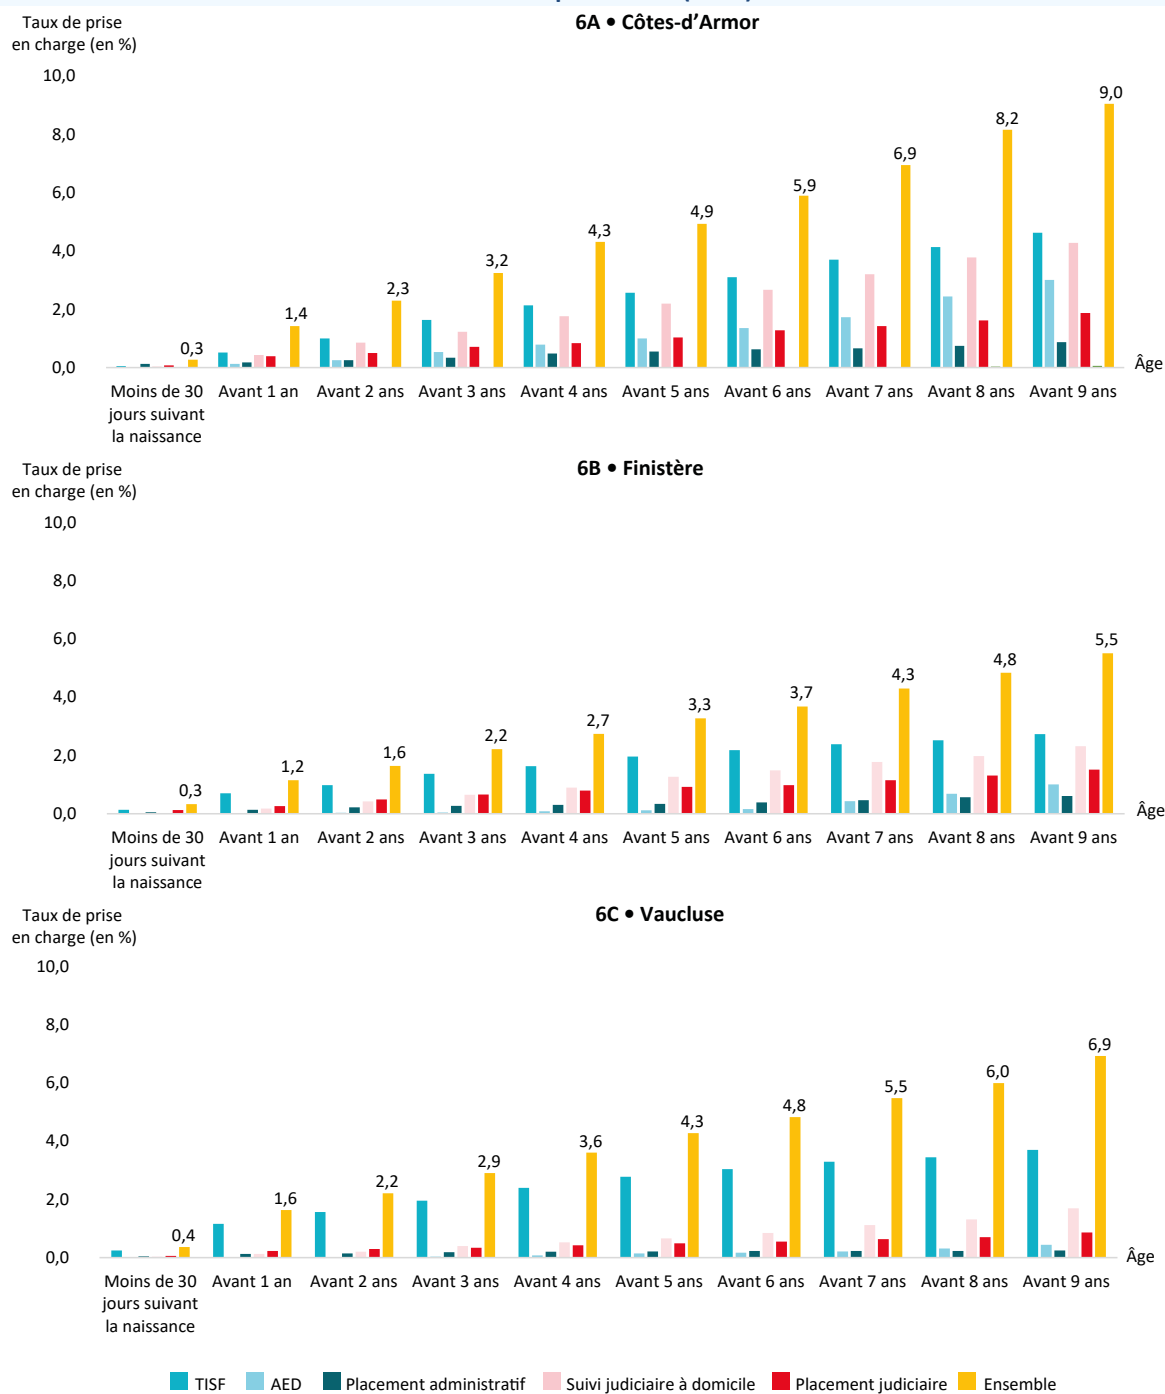 6A • Côtes-d’Armor
Taux de prise
en charge (en %)
10,0
8,0
6,0
4,0
2,0
0,0
0,3
1,4
2,3
3,2
4,3
4,9
5,9
6,9
8,2
9,0
Âge
Moins de 30
jours suivant
la naissance
Avant 1 an
Avant 2 ans
Avant 3 ans
Avant 4 ans
Avant 5 ans
Avant 6 ans
Avant 7 ans
Avant 8 ans
Avant 9 ans
6B • Finistère
Taux de prise
en charge (en %)
10,0
8,0
6,0
4,0
2,0
0,0
0,3
1,2
1,6
2,2
2,7
3,3
3,7
4,3
4,8
5,5
Âge
Moins de 30
jours suivant
la naissance
Avant 1 an
Avant 2 ans
Avant 3 ans
Avant 4 ans
Avant 5 ans
Avant 6 ans
Avant 7 ans
Avant 8 ans
Avant 9 ans
6C • Vaucluse
Taux de prise
en charge (en %)
10,0
8,0
6,0
4,0
2,0
0,0
0,4
1,6
2,2
2,9
3,6
4,3
4,8
5,5
6,0
6,9
Âge
Moins de 30
jours suivant
la naissance
Avant 1 an
Avant 2 ans
Avant 3 ans
Avant 4 ans
Avant 5 ans
Avant 6 ans
Avant 7 ans
Avant 8 ans
Avant 9 ans
TISF AED Placement administratif Suivi judiciaire à domicile Placement judiciaire Ensemble